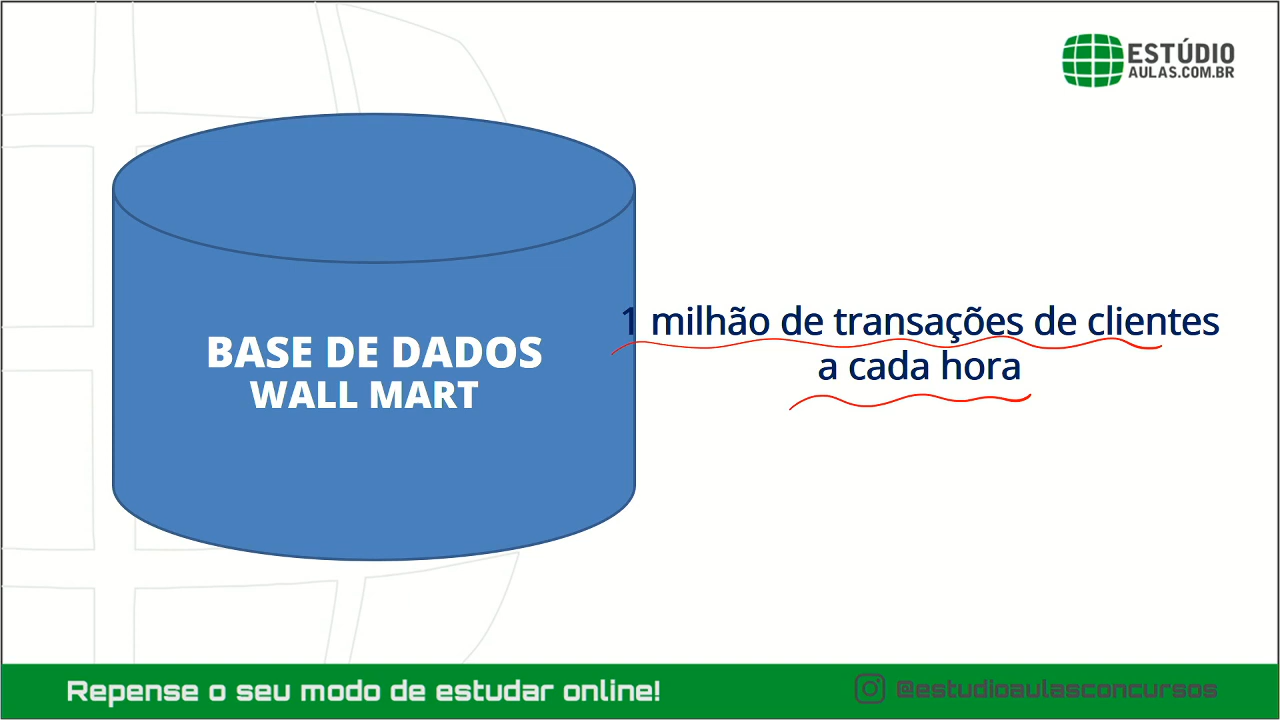 ESTÚDIO
AULAS.COM.BR
BASE DE DADOS
WALL MART
1 milhão de transações de clientes
a cada hora
Repense o seu modo de estudar online!
@estudioaulasconcursos